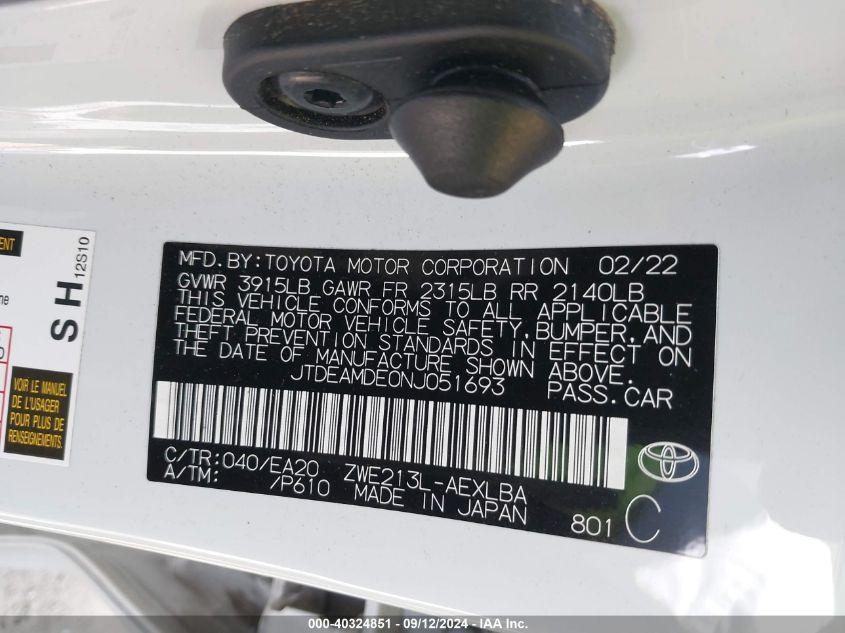 MFD. BY: TOYOTA MOTOR CORPORATION 02/22
GVWR 3915LB GAWR FR 2315LB RR 2140LB
THIS VEHICLE CONFORMS TO ALL APPLICABLE
FEDERAL MOTOR VEHICLE SAFETY, BUMPER, AND
THEFT PREVENTION STANDARDS IN EFFECT ON
THE DATE OF MANUFACTURE SHOWN ABOVE.
JTDEAMDE0NJ051693 PASS. CAR
C/TR: 040/EA20 ZWE213L-AEXLBA
A/TM: /P610 MADE IN JAPAN 801 C
SH
12S10
VOIR LE MANUEL
DE L'USAGER
POUR PLUS DE
RENSEIGNEMENTS.
000-40324851 - 09/12/2024 - IAA Inc.